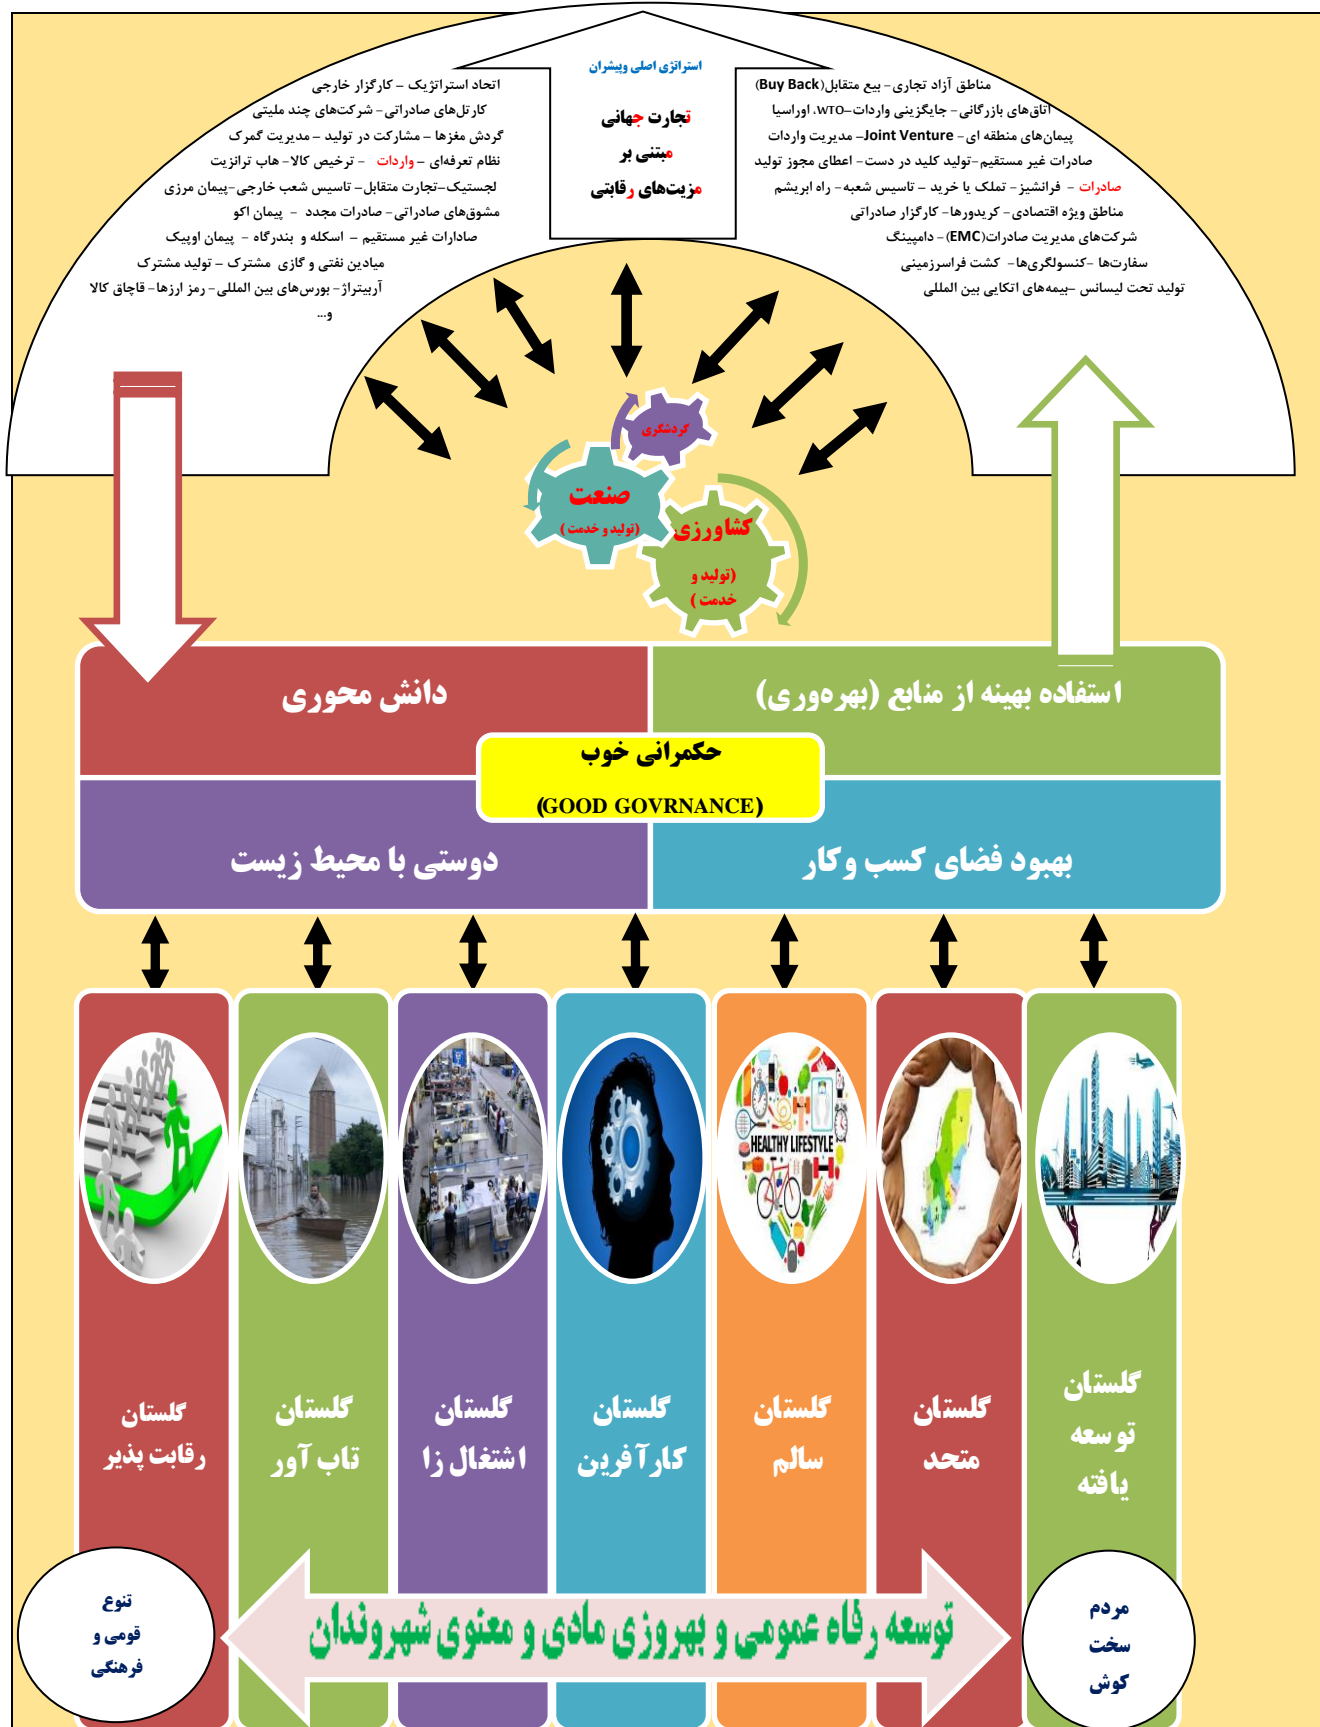 استراتژی اصلی وپیشران
تجارت جهانی
مبتنی بر
مزیت‌های رقابتی
مناطق آزاد تجاری- بیع متقابل(Buy Back)
اتاق‌های بازرگانی- جایگزینی واردات–WTO، اوراسیا
پیمان‌های منطقه ای- Joint Venture– مدیریت واردات
صادرات غیر مستقیم-تولید کلید در دست- اعطای مجوز تولید
صادرات - فرانشیز- تملک یا خرید – تاسیس شعبه- راه ابریشم
مناطق ویژه اقتصادی- کریدورها- کارگزار صادراتی
شرکت‌های مدیریت صادرات(EMC)- دامپینگ
سفارت‌ها -کنسولگری‌ها- کشت فراسرزمینی
تولید تحت لیسانس –بیمه‌های اتکایی بین المللی
اتحاد استراتژیک – کارگزار خارجی
کارتل‌های صادراتی- شرکت‌های چند ملیتی
گردش مغزها – مشارکت در تولید – مدیریت گمرک
نظام تعرفه‌ای – واردات - ترخیص کالا- هاب ترانزیت
لجستیک-تجارت متقابل- تاسیس شعب خارجی-پیمان مرزی
مشوق‌های صادراتی- صادرات مجدد - پیمان اکو
صادارات غیر مستقیم – اسکله و بندرگاه - پیمان اوپیک
میادین نفتی و گازی مشترک – تولید مشترک
آربیتراژ- بورس‌های بین المللی- رمز ارزها- قاچاق کالا
و...
گردشگری
صنعت
(تولید و خدمت )
کشاورزی
(تولید و
خدمت )
استفاده بهینه از منابع (بهره‌وری)
دانش محوری
حکمرانی خوب
(GOOD GOVRNANCE)
بهبود فضای کسب وکار
دوستی با محیط زیست
HEALTHY LIFESTYLE
گلستان
توسعه
یافته
گلستان
متحد
گلستان
سالم
گلستان
کارآفرین
گلستان
اشتغال زا
گلستان
تاب آور
گلستان
رقابت پذیر
مردم
سخت
کوش
توسعه رفاه عمومی و بهروزی مادی و معنوی شهروندان
تنوع
قومی و
فرهنگی